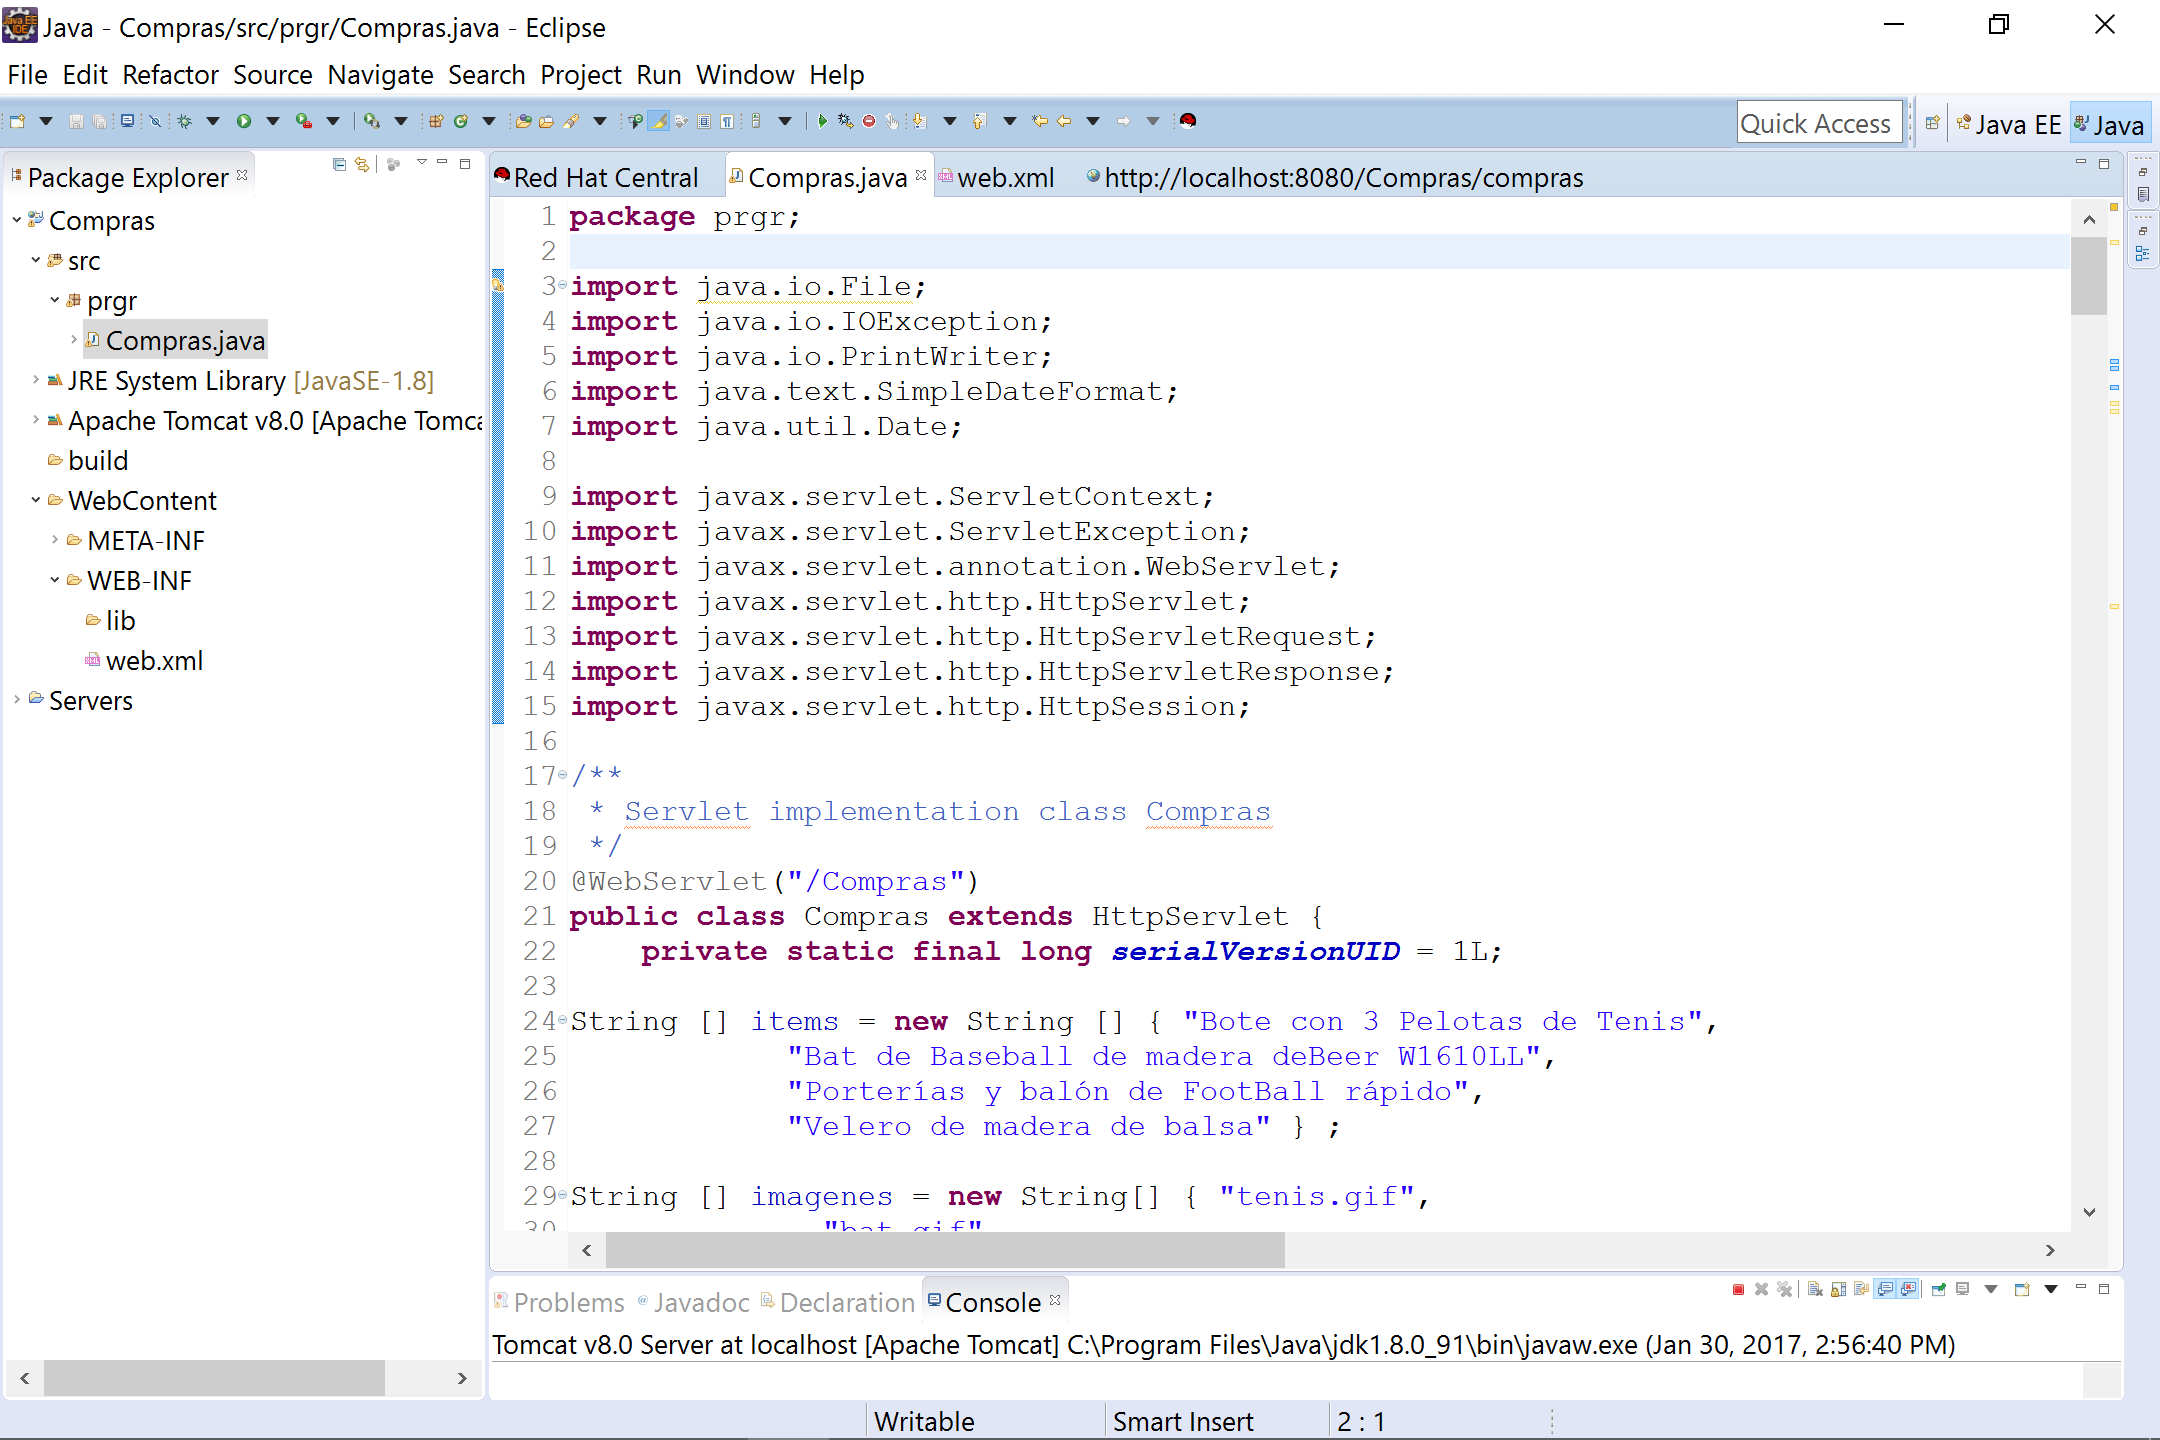 Java - Compras/src/prgr/Compras.java - Eclipse
File Edit Refactor Source Navigate Search Project Run Window Help
Quick Access
Java EE
Java
Package Explorer
Compras
src
prgr
Compras.java
JRE System Library [JavaSE-1.8]
Apache Tomcat v8.0 [Apache Tomca
build
WebContent
META-INF
WEB-INF
lib
web.xml
Servers
Red Hat Central
Compras.java
web.xml
http://localhost:8080/Compras/compras
1 package prgr;
2
3 import java.io.File;
4 import java.io.IOException;
5 import java.io.PrintWriter;
6 import java.text.SimpleDateFormat;
7 import java.util.Date;
8
9 import javax.servlet.ServletContext;
10 import javax.servlet.ServletException;
11 import javax.servlet.annotation.WebServlet;
12 import javax.servlet.http.HttpServlet;
13 import javax.servlet.http.HttpServletRequest;
14 import javax.servlet.http.HttpServletResponse;
15 import javax.servlet.http.HttpSession;
16
17 /**
18 * Servlet implementation class Compras
19 */
20 @WebServlet("/Compras")
21 public class Compras extends HttpServlet {
22 private static final long serialVersionUID = 1L;
23
24 String [] items = new String [] { "Bote con 3 Pelotas de Tenis",
25 "Bat de Baseball de madera deBeer W1610LL",
26 "Porterías y balón de FootBall rápido",
27 "Velero de madera de balsa" } ;
28
29 String [] imagenes = new String[] { "tenis.gif",
30 "bat.gif"
Problems
Javadoc
Declaration
Console
Tomcat v8.0 Server at localhost [Apache Tomcat] C:\Program Files\Java\jdk1.8.0_91\bin\javaw.exe (Jan 30, 2017, 2:56:40 PM)
Writable
Smart Insert
2 : 1